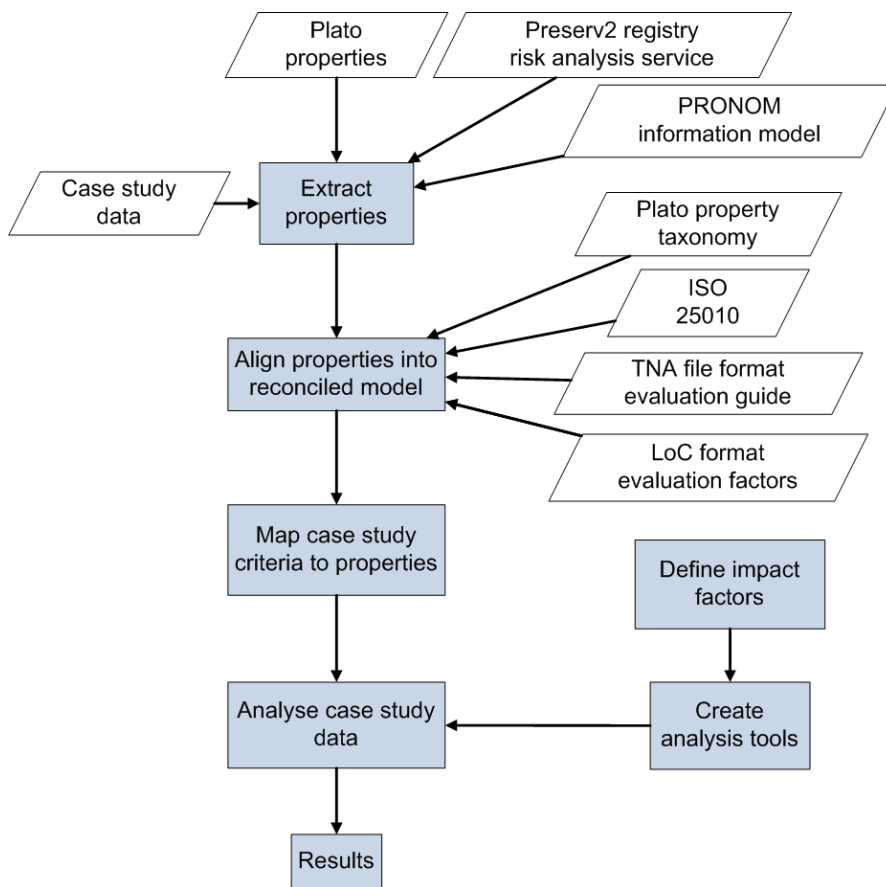 Plato
properties
Preserv2 registry
risk analysis service
PRONOM
information model
Case study
data
Extract
properties
Plato property
taxonomy
ISO
25010
Align properties into
reconciled model
TNA file format
evaluation guide
LoC format
evaluation factors
Map case study
criteria to properties
Define impact
factors
Analyse case study
data
Create
analysis tools
Results